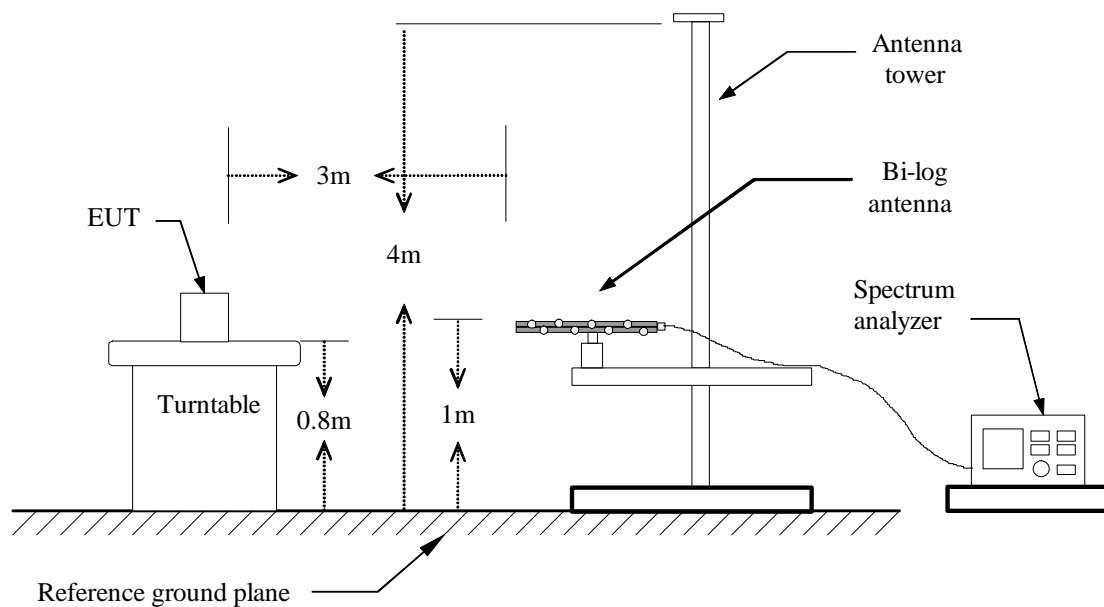 Antenna
tower
3m
Bi-log
antenna
EUT
4m
Spectrum
analyzer
Turntable
0.8m
1m
Reference ground plane